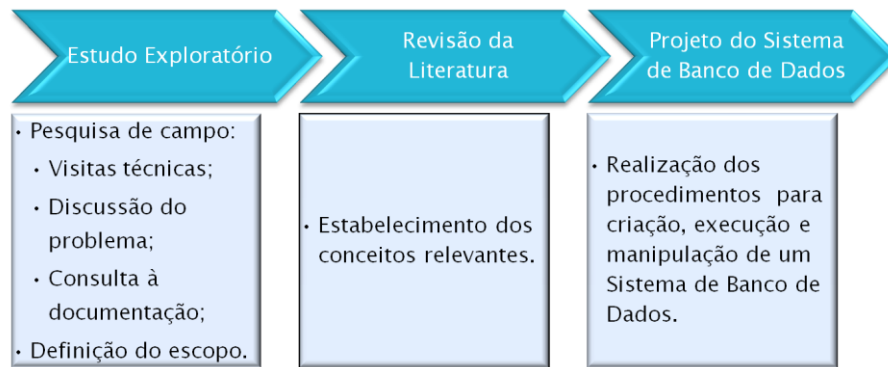 Estudo Exploratório
Revisão da
Literatura
Projeto do Sistema
de Banco de Dados
• Pesquisa de campo:
• Visitas técnicas;
• Discussão do
problema;
• Consulta à
documentação;
• Definição do escopo.
• Estabelecimento dos
conceitos relevantes.
• Realização dos
procedimentos para
criação, execução e
manipulação de um
Sistema de Banco de
Dados.